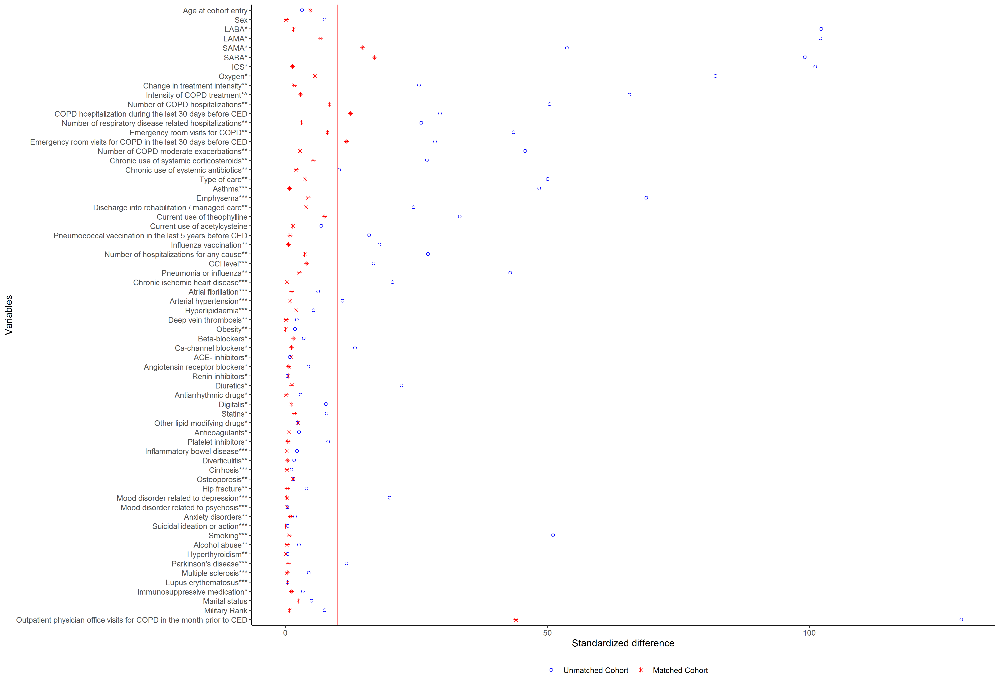 Age at cohort entry
Sex
LABA*
LAMA*
SAMA*
SABA*
ICS*
Oxygen*
Change in treatment intensity**
Intensity of COPD treatment*^
Number of COPD hospitalizations**
COPD hospitalization during the last 30 days before CED
Number of respiratory disease related hospitalizations**
Emergency room visits for COPD**
Emergency room visits for COPD in the last 30 days before CED
Number of COPD moderate exacerbations**
Chronic use of systemic corticosteroids**
Chronic use of systemic antibiotics**
Type of care**
Asthma***
Emphysema***
Discharge into rehabilitation / managed care**
Current use of theophylline
Current use of acetylcysteine
Pneumococcal vaccination in the last 5 years before CED
Influenza vaccination**
Number of hospitalizations for any cause**
CCI level***
Pneumonia or influenza**
Chronic ischemic heart disease***
Atrial fibrillation***
Arterial hypertension***
Hyperlipidaemia***
Deep vein thrombosis**
Obesity**
Beta-blockers*
Ca-channel blockers*
ACE- inhibitors*
Angiotensin receptor blockers*
Renin inhibitors*
Diuretics*
Antiarrhythmic drugs*
Digitalis*
Statins*
Other lipid modifying drugs*
Anticoagulants*
Platelet inhibitors*
Inflammatory bowel disease***
Diverticulitis**
Cirrhosis***
Osteoporosis**
Hip fracture**
Mood disorder related to depression***
Mood disorder related to psychosis***
Anxiety disorders**
Suicidal ideation or action***
Smoking***
Alcohol abuse**
Hyperthyroidism**
Parkinson's disease***
Multiple sclerosis***
Lupus erythematosus***
Immunosuppressive medication*
Marital status
Military Rank
Outpatient physician office visits for COPD in the month prior to CED
Variables
0 50 100
Standardized difference
Unmatched Cohort Matched Cohort